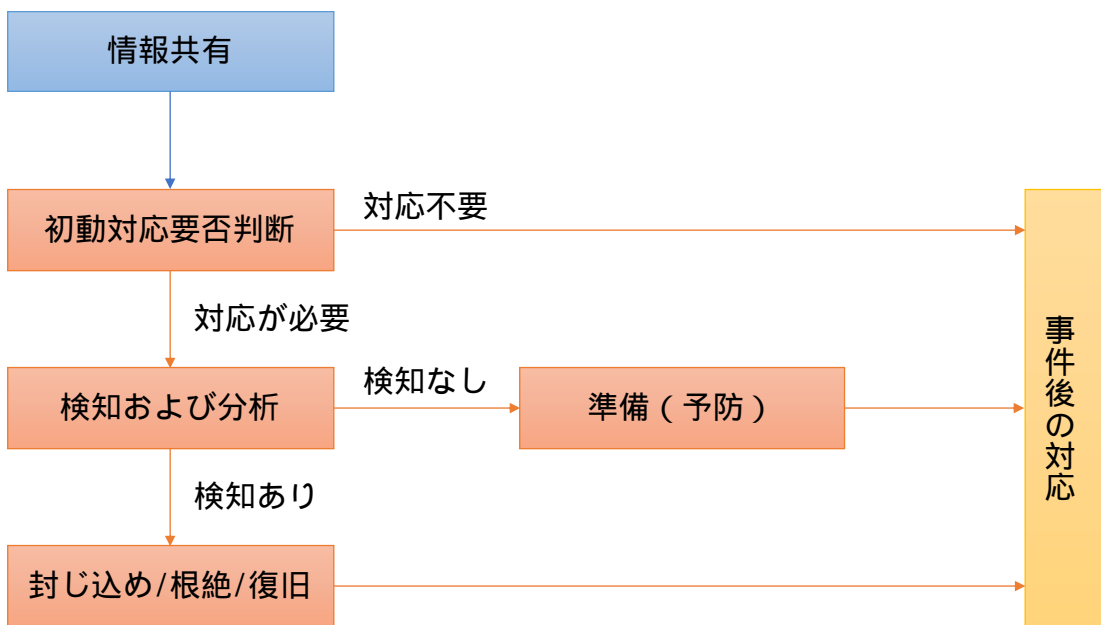 情報共有
初動対応要否判断
対応不要
対応が必要
検知および分析
検知なし
準備（予防）
検知あり
封じ込め/根絶/復旧
事件後の対応